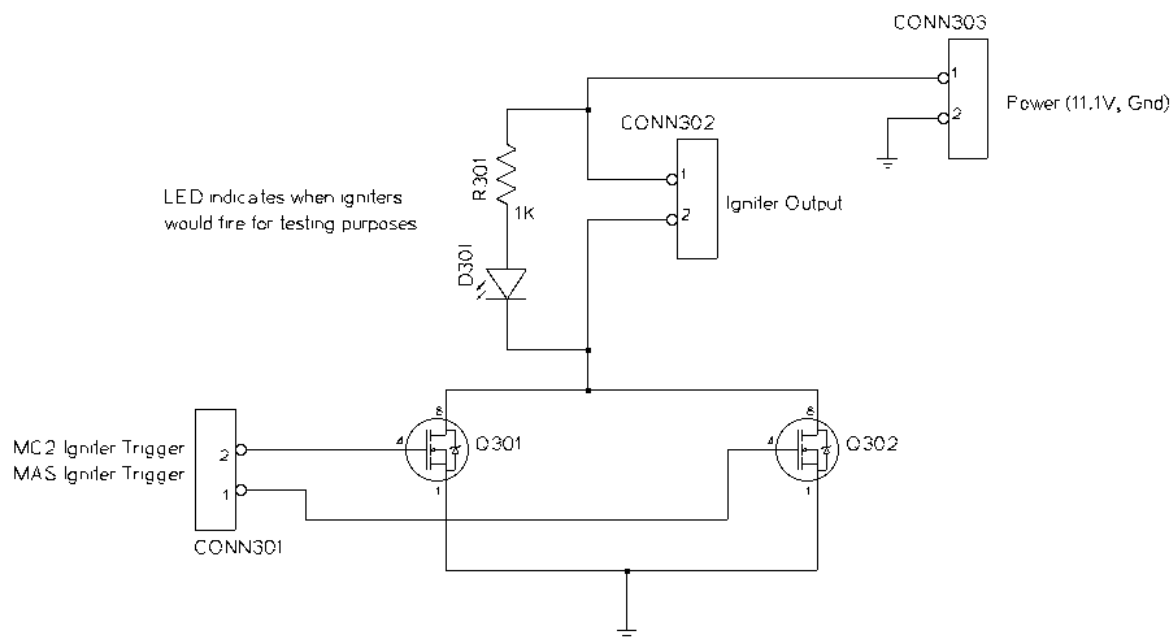 CONN303
1
2
Power (11.1V, Gnd)
CONN302
1
2
Igniter Output
R301
1K
LED indicates when igniters
would fire for testing purposes
D301
8
4
Q301
1
8
4
Q302
1
MC2 Igniter Trigger
MAS Igniter Trigger
2
1
CONN301